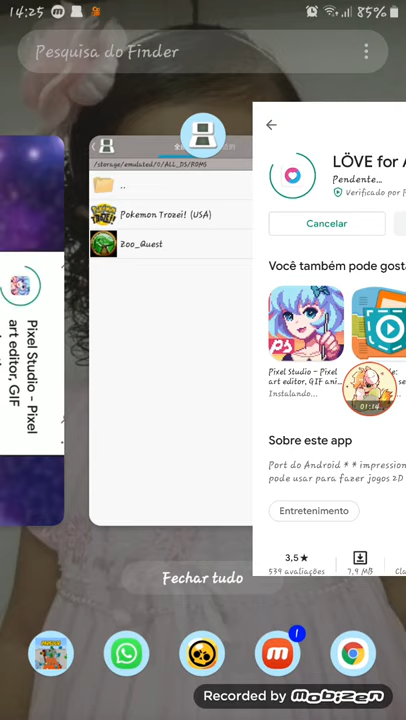 14:25
85%
Pesquisa do Finder
/storage/emulated/0/ALL_DS/ROMS
..
Pokemon Trozei! (USA)
Zoo_Quest
Pixel Studio - Pixel
art editor, GIF
LÖVE for A
Pendente...
Verificado por
Cancelar
Você também pode gosta
Pixel Studio - Pixel
art editor, GIF ani...
Instalando...
01:14
Sobre este app
Port do Android * * impression
pode usar para fazer jogos 2D
Entretenimento
3,5★
539 avaliações
7,9 MB
Fechar tudo
1
Recorded by mobizen